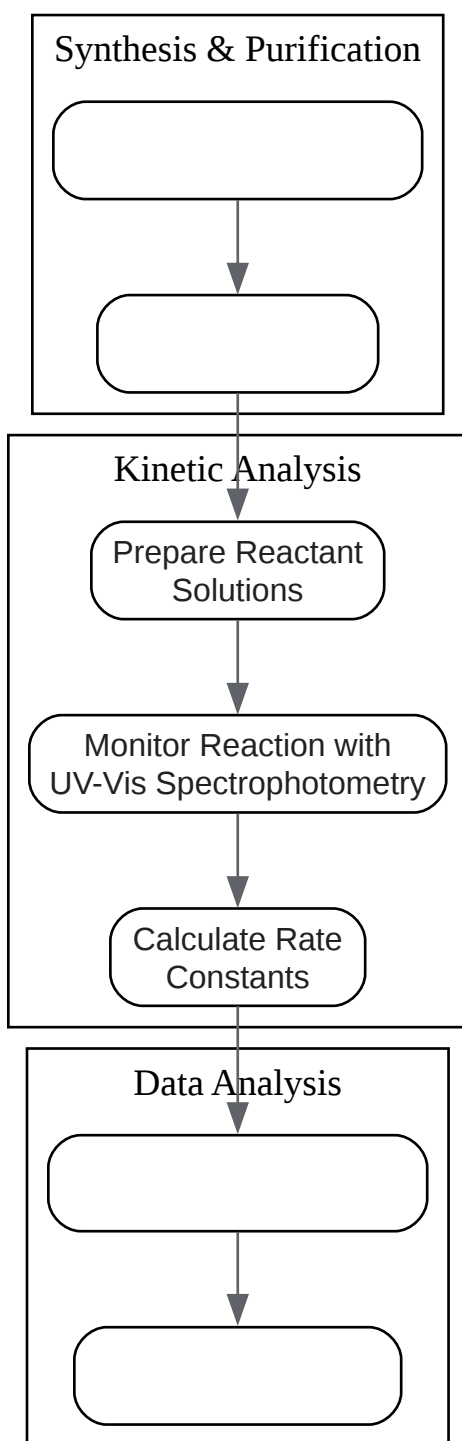 Synthesis & Purification
Kinetic Analysis
Prepare Reactant
Solutions
Monitor Reaction with
UV-Vis Spectrophotometry
Calculate Rate
Constants
Data Analysis